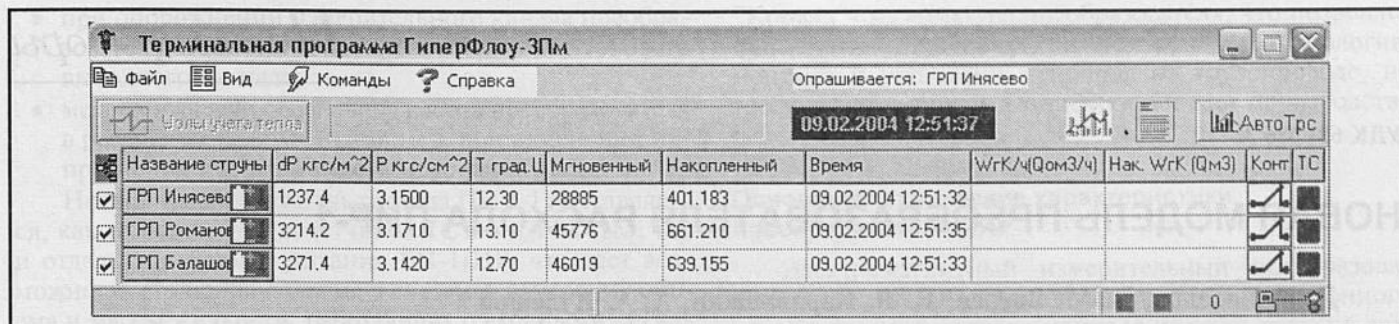 Терминальная программа ГиперФлоу-3Пм
Файл Вид Команды Справка Опрашивается: ГРП Инясево
Узлы учета тепла 09.02.2004 12:51:37 АвтоТрс
Название струны dP кгс/м^2 P кгс/см^2 T град.Ц Мгновенный Накопленный Время WrK/ч(Qом3/ч) Нак. WrK (Qм3) Конт ТС
ГРП Инясево 1237.4 3.1500 12.30 28885 401.183 09.02.2004 12:51:32
ГРП Романов 3214.2 3.1710 13.10 45776 661.210 09.02.2004 12:51:35
ГРП Балашов 3271.4 3.1420 12.70 46019 639.155 09.02.2004 12:51:33
0